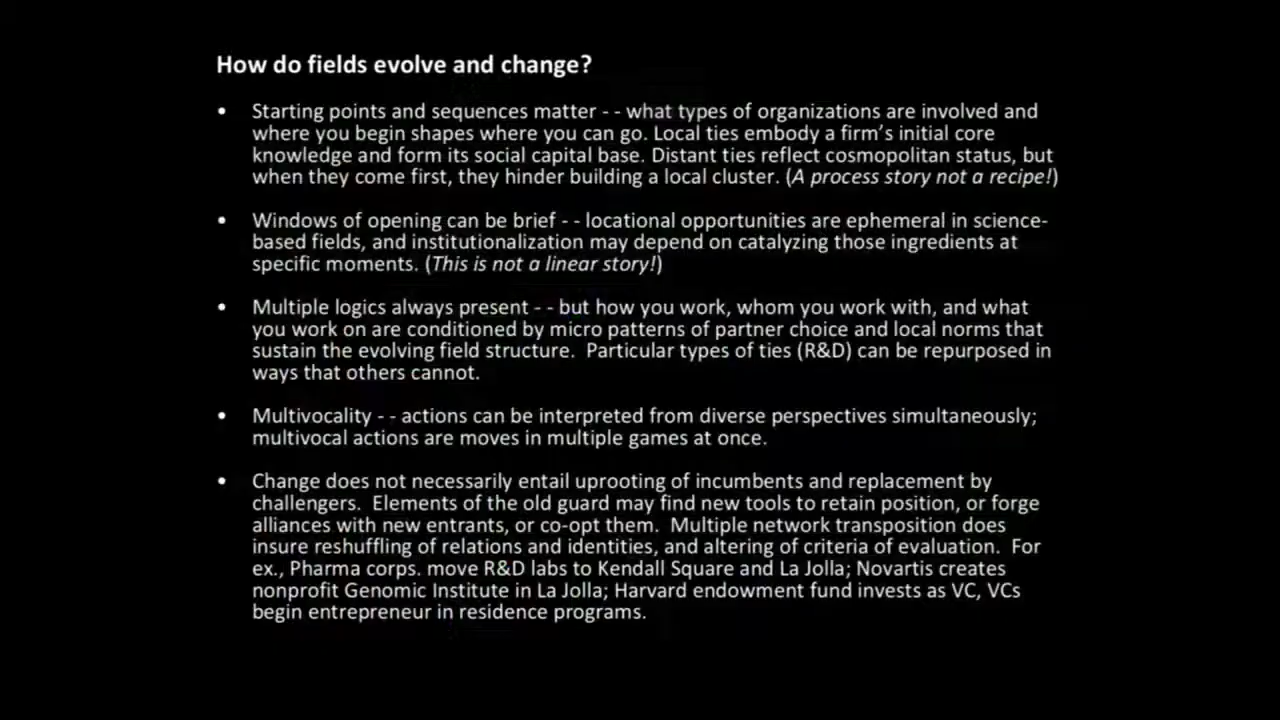 How do fields evolve and change?
• Starting points and sequences matter - - what types of organizations are involved and
where you begin shapes where you can go. Local ties embody a firm's initial core
knowledge and form its social capital base. Distant ties reflect cosmopolitan status, but
when they come first, they hinder building a local cluster. (A process story not a recipe!)
• Windows of opening can be brief - - locational opportunities are ephemeral in science-
based fields, and institutionalization may depend on catalyzing those ingredients at
specific moments. (This is not a linear story!)
• Multiple logics always present - - but how you work, whom you work with, and what
you work on are conditioned by micro patterns of partner choice and local norms that
sustain the evolving field structure.  Particular types of ties (R&D) can be repurposed in
ways that others cannot.
• Multivocality - - actions can be interpreted from diverse perspectives simultaneously;
multivocal actions are moves in multiple games at once.
• Change does not necessarily entail uprooting of incumbents and replacement by
challengers.  Elements of the old guard may find new tools to retain position, or forge
alliances with new entrants, or co-opt them.  Multiple network transposition does
insure reshuffling of relations and identities, and altering of criteria of evaluation.  For
ex., Pharma corps. move R&D labs to Kendall Square and La Jolla; Novartis creates
nonprofit Genomic Institute in La Jolla; Harvard endowment fund invests as VC, VCs
begin entrepreneur in residence programs.